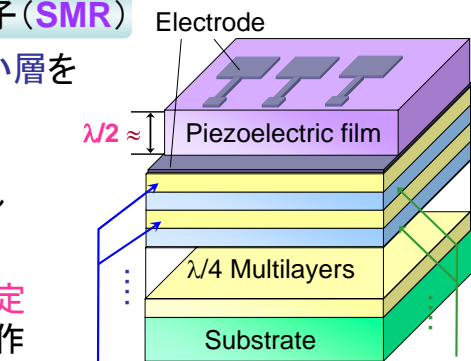 子(SMR)
Electrode
い層を
λ/2 ≈
Piezoelectric film
λ/4 Multilayers
定
作
Substrate